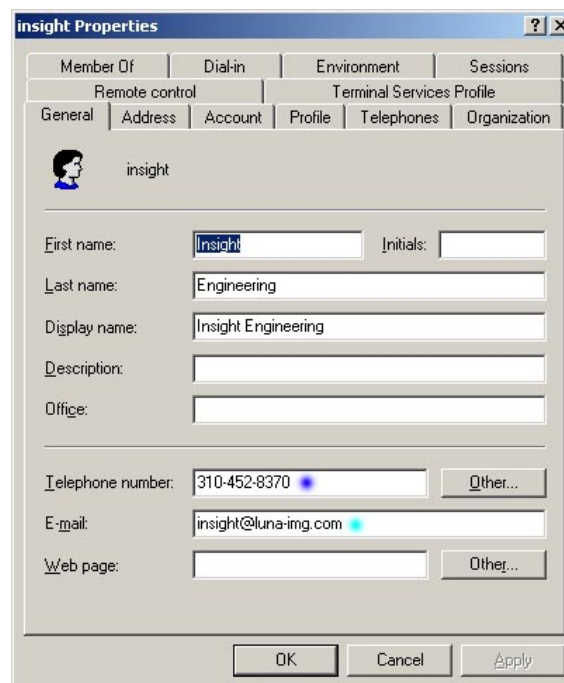 insight Properties
Member Of Dial-in Environment Sessions
Remote control Terminal Services Profile
General Address Account Profile Telephones Organization
insight
First name: Insight Initials:
Last name: Engineering
Display name: Insight Engineering
Description:
Office:
Telephone number: 310-452-8370 Other...
E-mail: insight@luna-img.com
Web page: Other...
OK Cancel Apply